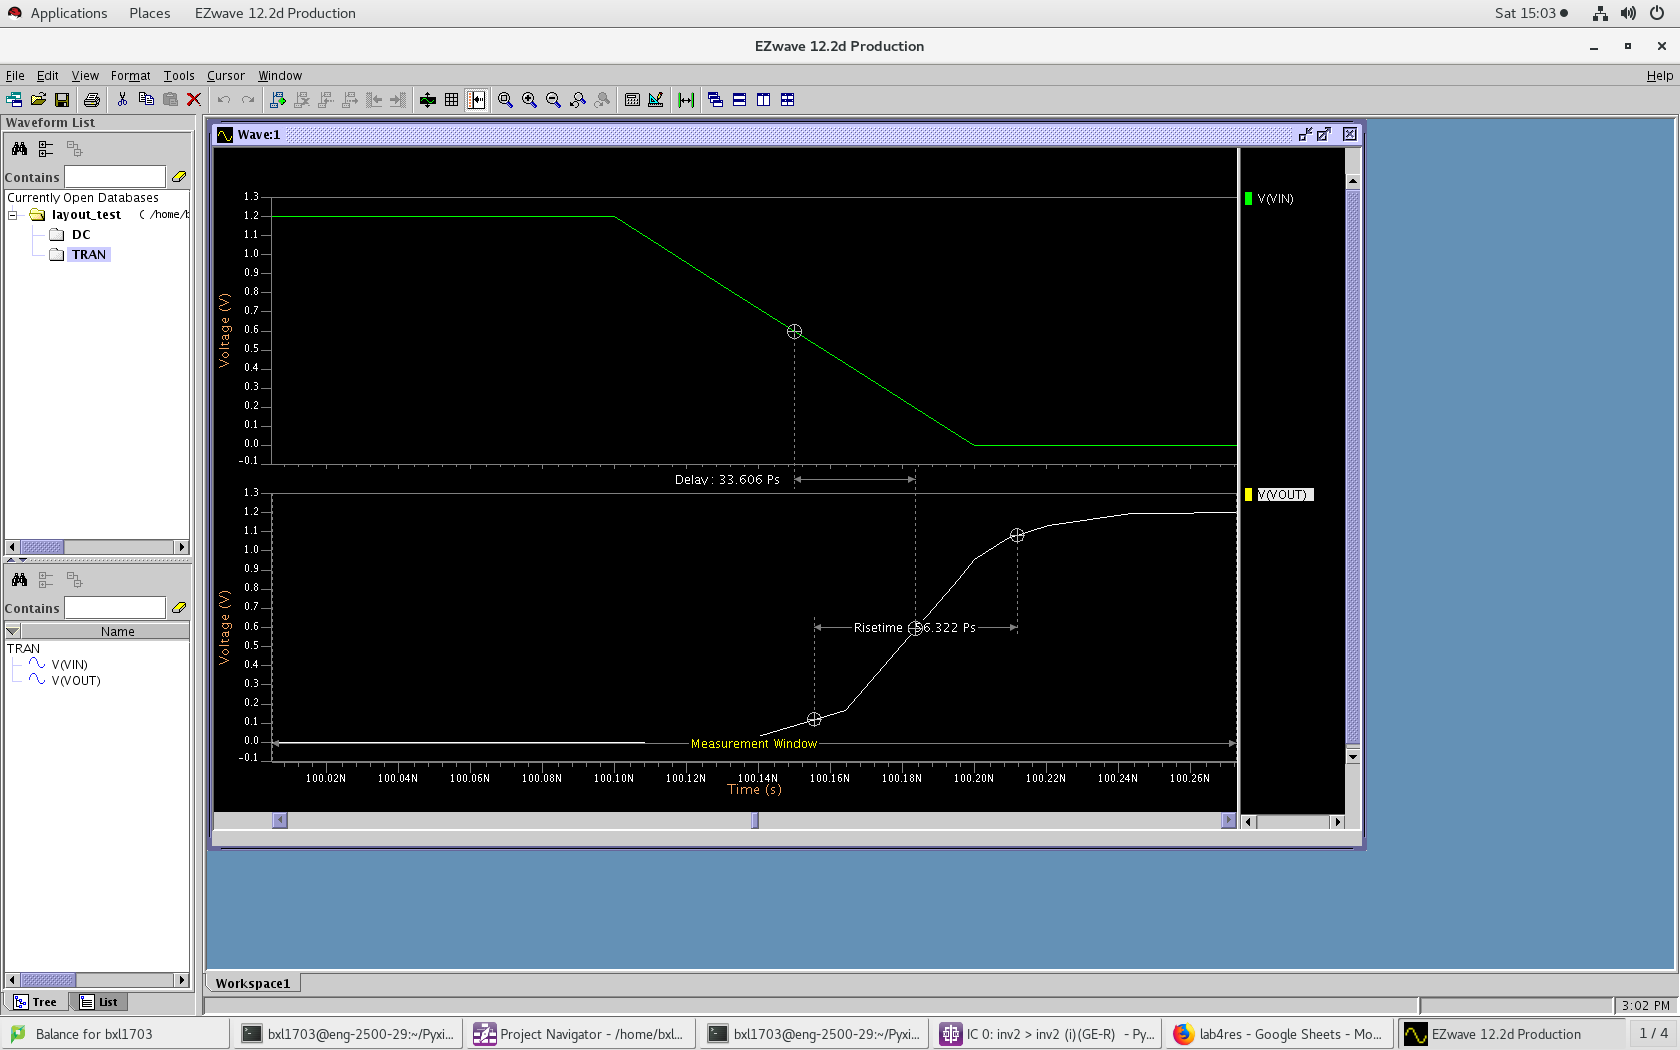 Applications Places EZwave 12.2d Production Sat 15:03
EZwave 12.2d Production
File Edit View Format Tools Cursor Window Help
Waveform List
Contains
Currently Open Databases
layout_test ( /home/b
DC
TRAN
Contains
Name
TRAN
V(VIN)
V(VOUT)
Tree List
Wave:1
1.3
1.2
1.1
1.0
0.9
0.8
0.7
0.6
0.5
0.4
0.3
0.2
0.1
0.0
-0.1
Voltage (V)
V(VIN)
Delay : 33.606 Ps
1.3
1.2
1.1
1.0
0.9
0.8
0.7
0.6
0.5
0.4
0.3
0.2
0.1
0.0
-0.1
Voltage (V)
V(VOUT)
Risetime 56.322 Ps
Measurement Window
100.02N 100.04N 100.06N 100.08N 100.10N 100.12N 100.14N 100.16N 100.18N 100.20N 100.22N 100.24N 100.26N
Time (s)
Workspace1
3:02 PM
Balance for bxl1703 bxl1703@eng-2500-29:~/Pyxi... Project Navigator - /home/bxl... bxl1703@eng-2500-29:~/Pyxi... IC 0: inv2 > inv2 (i)(GE-R) - Py... lab4res - Google Sheets - Mo... EZwave 12.2d Production 1 / 4